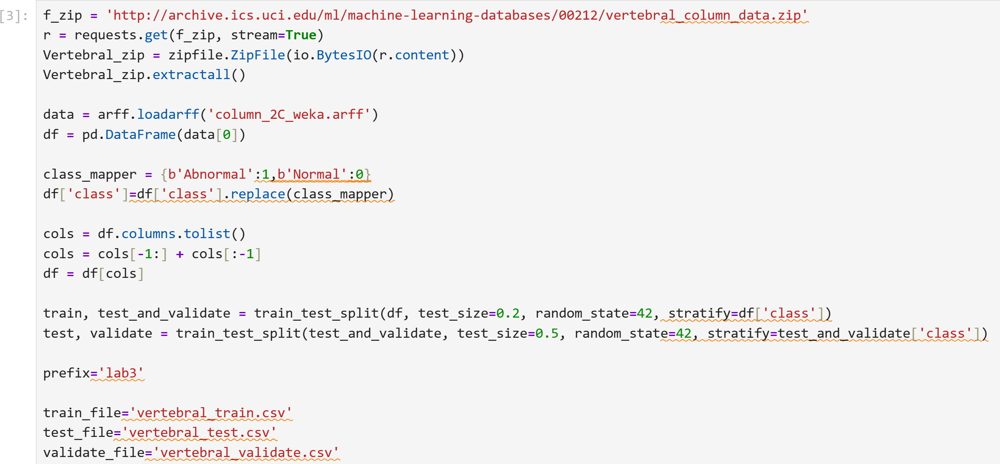 [3]:
f_zip = 'http://archive.ics.uci.edu/ml/machine-learning-databases/00212/vertebral_column_data.zip'
r = requests.get(f_zip, stream=True)
Vertebral_zip = zipfile.ZipFile(io.BytesIO(r.content))
Vertebral_zip.extractall()
data = arff.loadarff('column_2C_weka.arff')
df = pd.DataFrame(data[0])
class_mapper = {b'Abnormal':1,b'Normal':0}
df['class']=df['class'].replace(class_mapper)
cols = df.columns.tolist()
cols = cols[-1:] + cols[:-1]
df = df[cols]
train, test_and_validate = train_test_split(df, test_size=0.2, random_state=42, stratify=df['class'])
test, validate = train_test_split(test_and_validate, test_size=0.5, random_state=42, stratify=test_and_validate['class'])
prefix='lab3'
train_file='vertebral_train.csv'
test_file='vertebral_test.csv'
validate_file='vertebral_validate.csv'